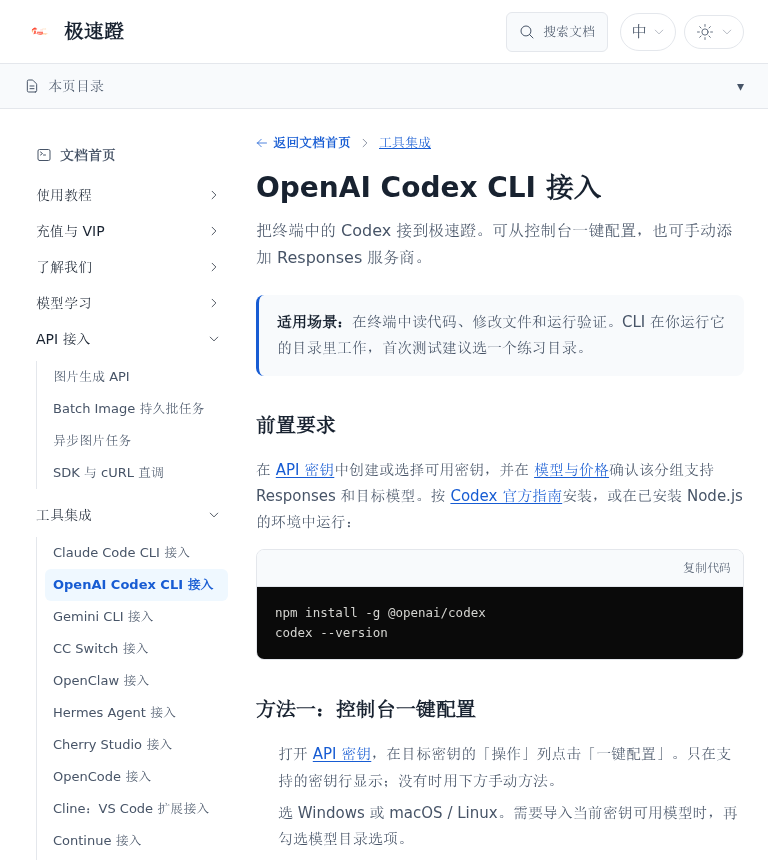 极速蹬
搜索文档
中
本页目录
▼
文档首页
使用教程
充值与 VIP
了解我们
模型学习
API 接入
图片生成 API
Batch Image 持久批任务
异步图片任务
SDK 与 cURL 直调
工具集成
Claude Code CLI 接入
OpenAI Codex CLI 接入
Gemini CLI 接入
CC Switch 接入
OpenClaw 接入
Hermes Agent 接入
Cherry Studio 接入
OpenCode 接入
Cline：VS Code 扩展接入
Continue 接入
返回文档首页
工具集成
OpenAI Codex CLI 接入
把终端中的 Codex 接到极速蹬。可从控制台一键配置，也可手动添
加 Responses 服务商。
适用场景：在终端中读代码、修改文件和运行验证。CLI 在你运行它
的目录里工作，首次测试建议选一个练习目录。
前置要求
在 API 密钥中创建或选择可用密钥，并在 模型与价格确认该分组支持
Responses 和目标模型。按 Codex 官方指南安装，或在已安装 Node.js
的环境中运行：
复制代码
npm install -g @openai/codex
codex --version
方法一：控制台一键配置
打开 API 密钥，在目标密钥的「操作」列点击「一键配置」。只在支
持的密钥行显示；没有时用下方手动方法。
选 Windows 或 macOS / Linux。需要导入当前密钥可用模型时，再
勾选模型目录选项。